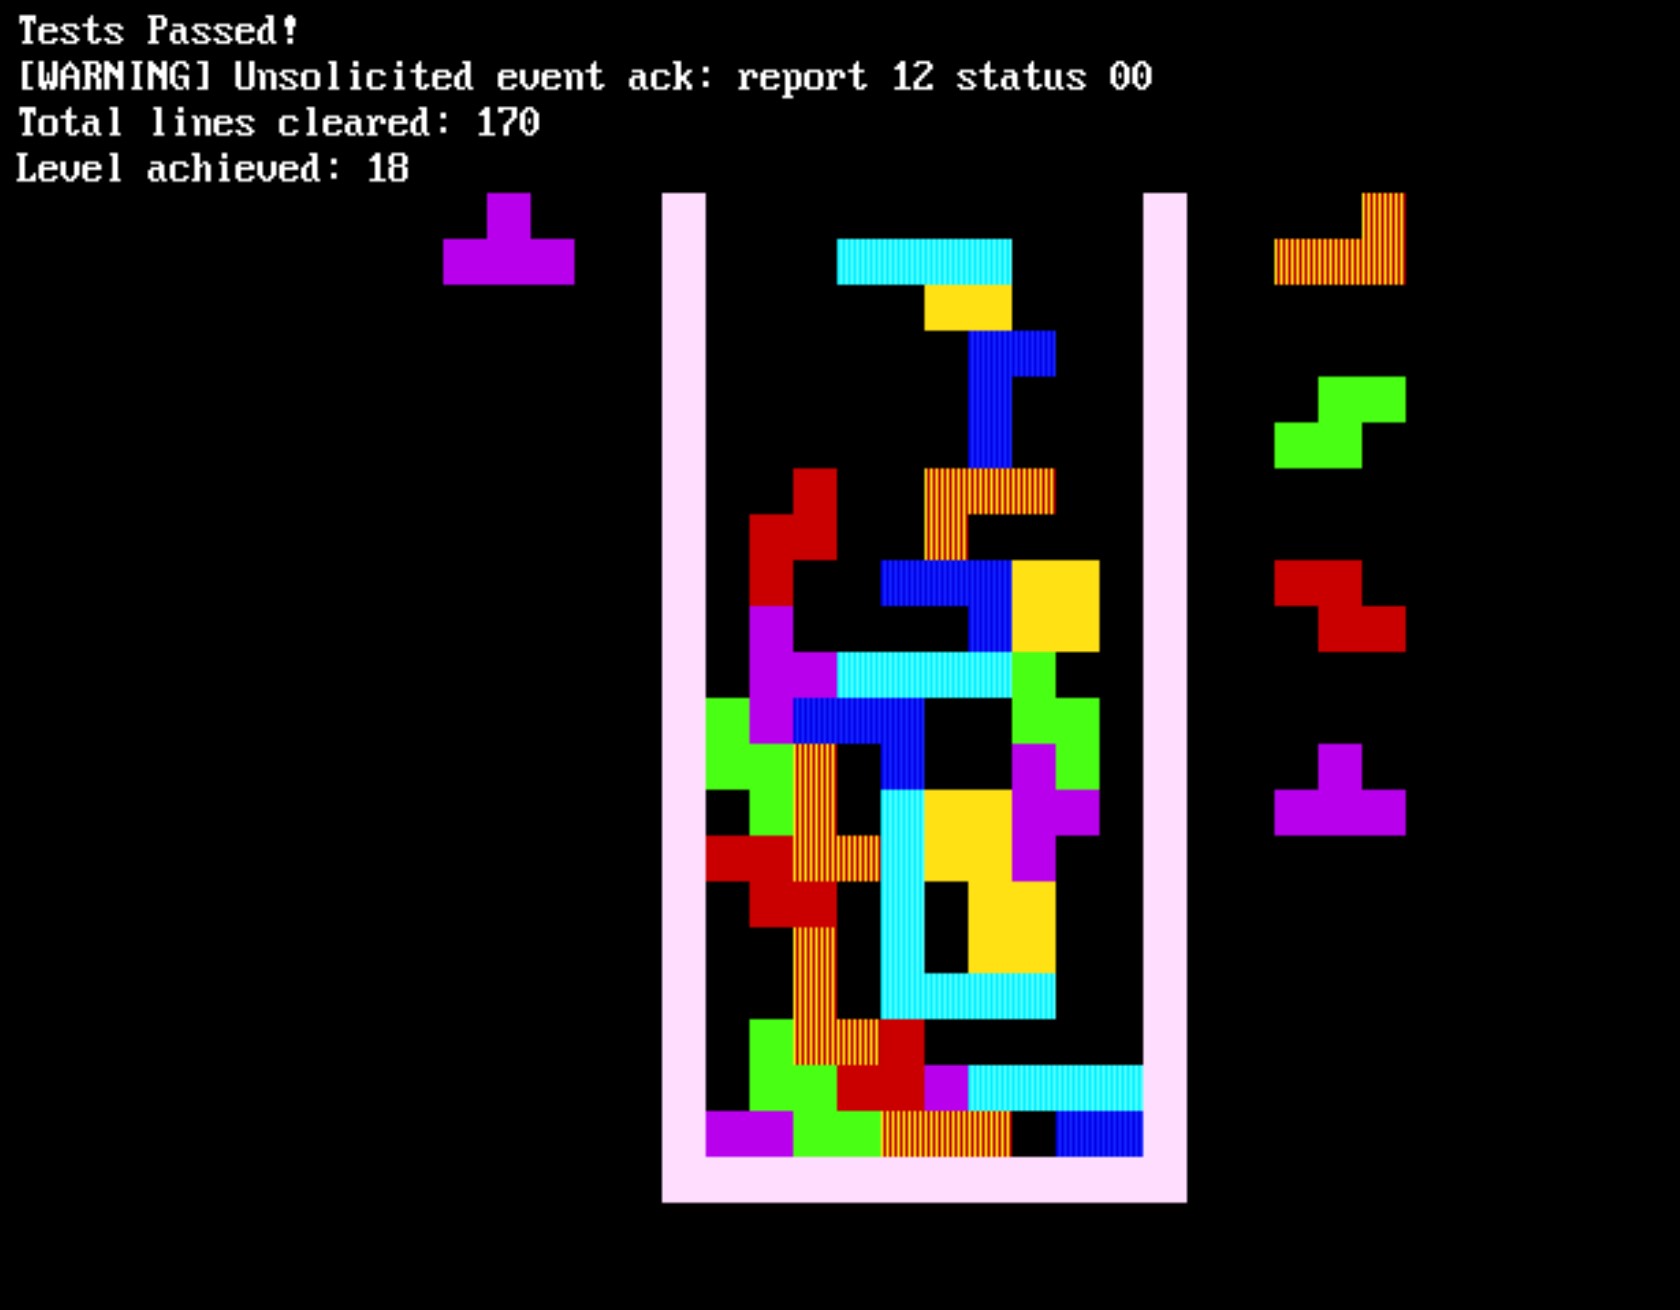 Tests Passed!
[WARNING] Unsolicited event ack: report 12 status 00
Total lines cleared: 170
Level achieved: 18